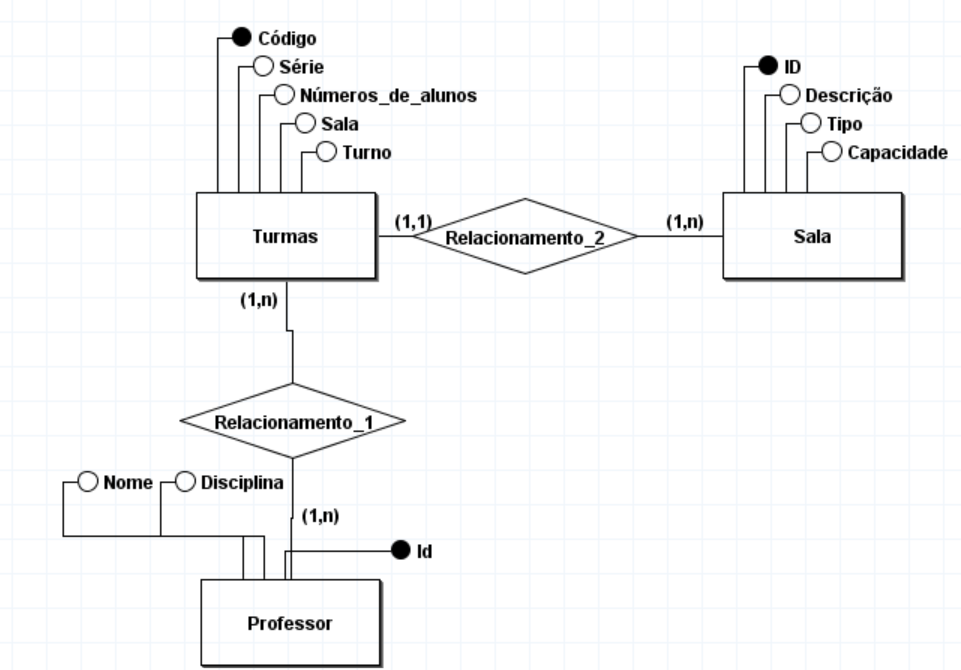 Código
Série
Números_de_alunos
Sala
Turno
ID
Descrição
Tipo
Capacidade
Turmas
(1,1)
Relacionamento_2
(1,n)
Sala
(1,n)
Relacionamento_1
Nome
Disciplina
(1,n)
Id
Professor